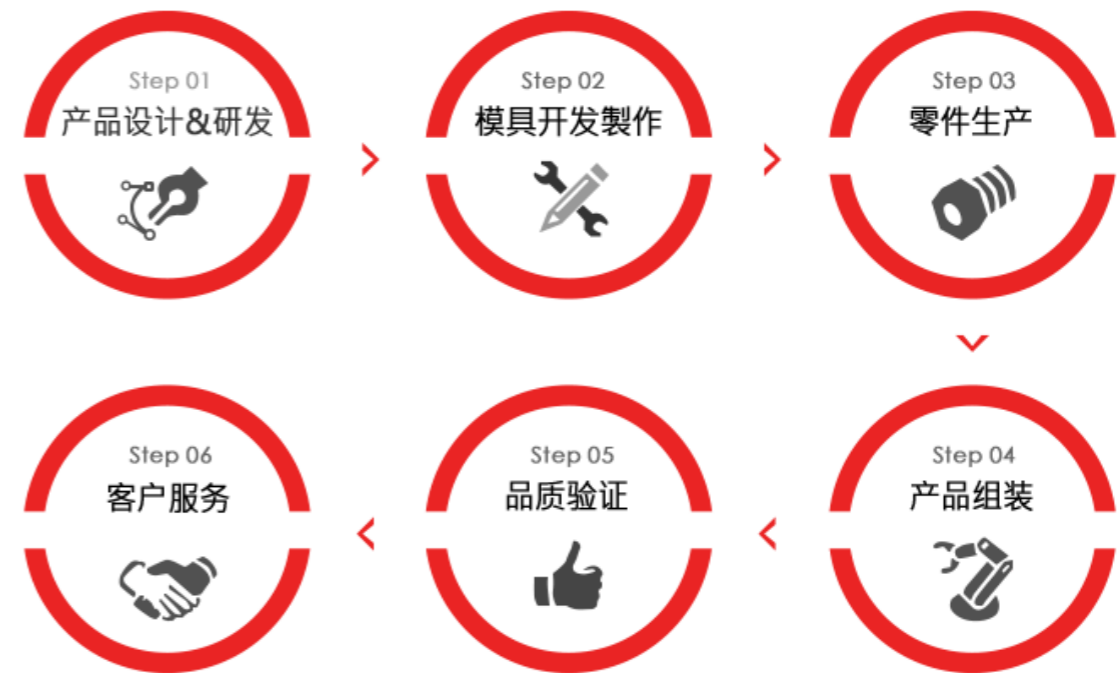 Step 01
产品设计&研发
Step 02
模具开发製作
Step 03
零件生产
Step 04
产品组装
Step 05
品质验证
Step 06
客户服务